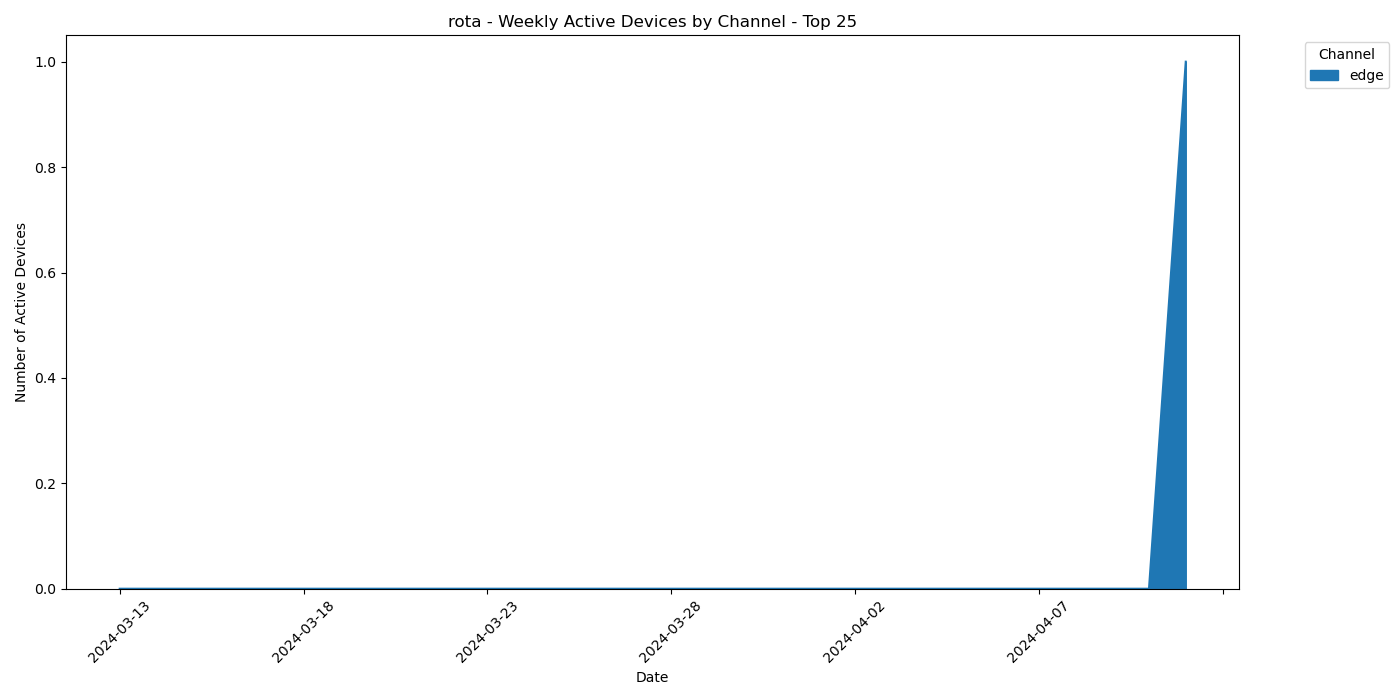 rota - Weekly Active Devices by Channel - Top 25
Channel
edge
Number of Active Devices
1.0
0.8
0.6
0.4
0.2
0.0
2024-03-13
2024-03-18
2024-03-23
2024-03-28
2024-04-02
2024-04-07
Date